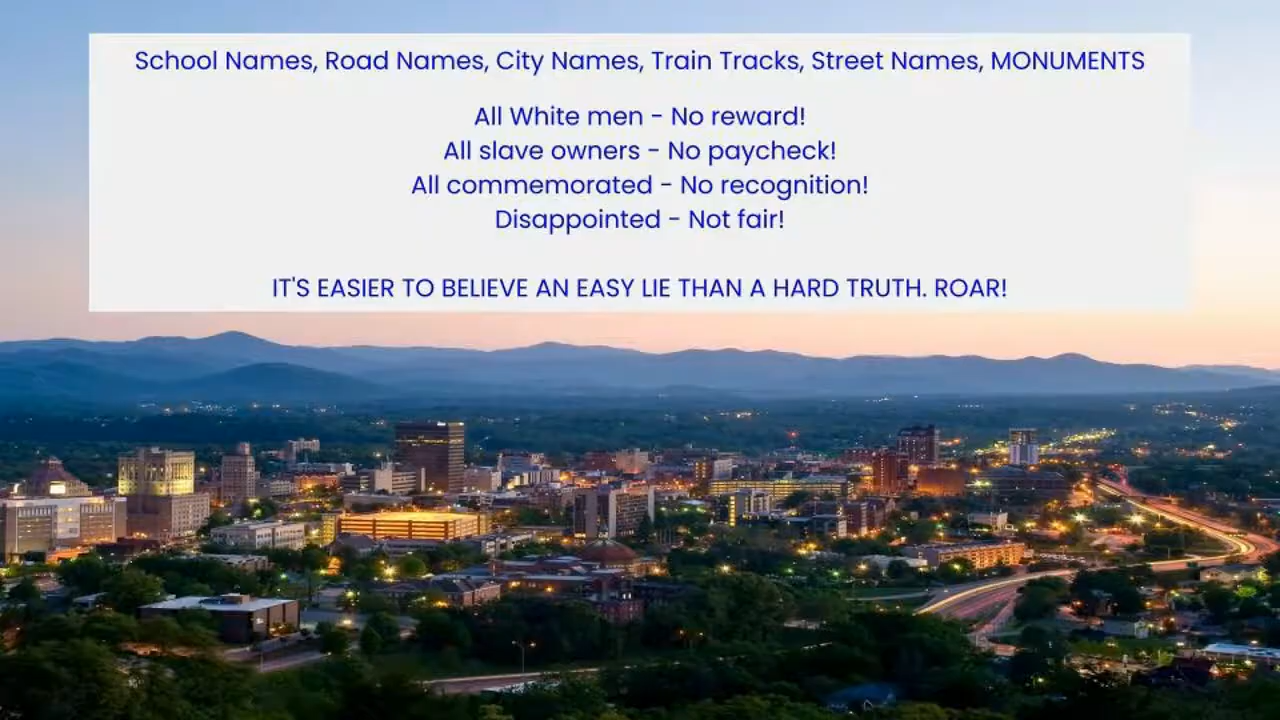 School Names, Road Names, City Names, Train Tracks, Street Names, MONUMENTS
All White men - No reward!
All slave owners - No paycheck!
All commemorated - No recognition!
Disappointed - Not fair!
IT'S EASIER TO BELIEVE AN EASY LIE THAN A HARD TRUTH. ROAR!